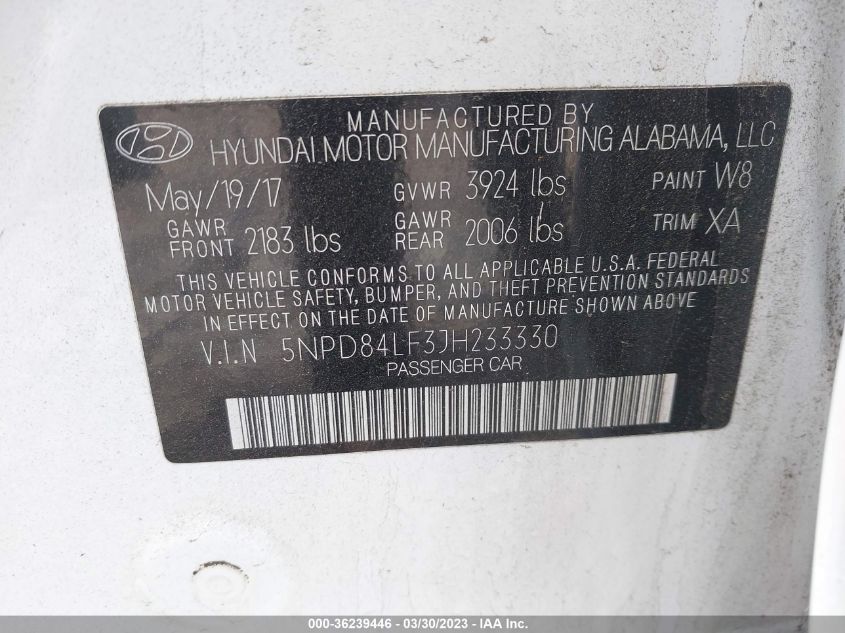 MANUFACTURED BY
HYUNDAI MOTOR MANUFACTURING ALABAMA, LLC
May/19/17 GVWR 3924 lbs PAINT W8
GAWR FRONT 2183 lbs GAWR REAR 2006 lbs TRIM XA
THIS VEHICLE CONFORMS TO ALL APPLICABLE U.S.A. FEDERAL
MOTOR VEHICLE SAFETY, BUMPER, AND THEFT PREVENTION STANDARDS
IN EFFECT ON THE DATE OF MANUFACTURE SHOWN ABOVE
V.I.N 5NPD84LF3JH233330
PASSENGER CAR
000-36239446 - 03/30/2023 - IAA Inc.